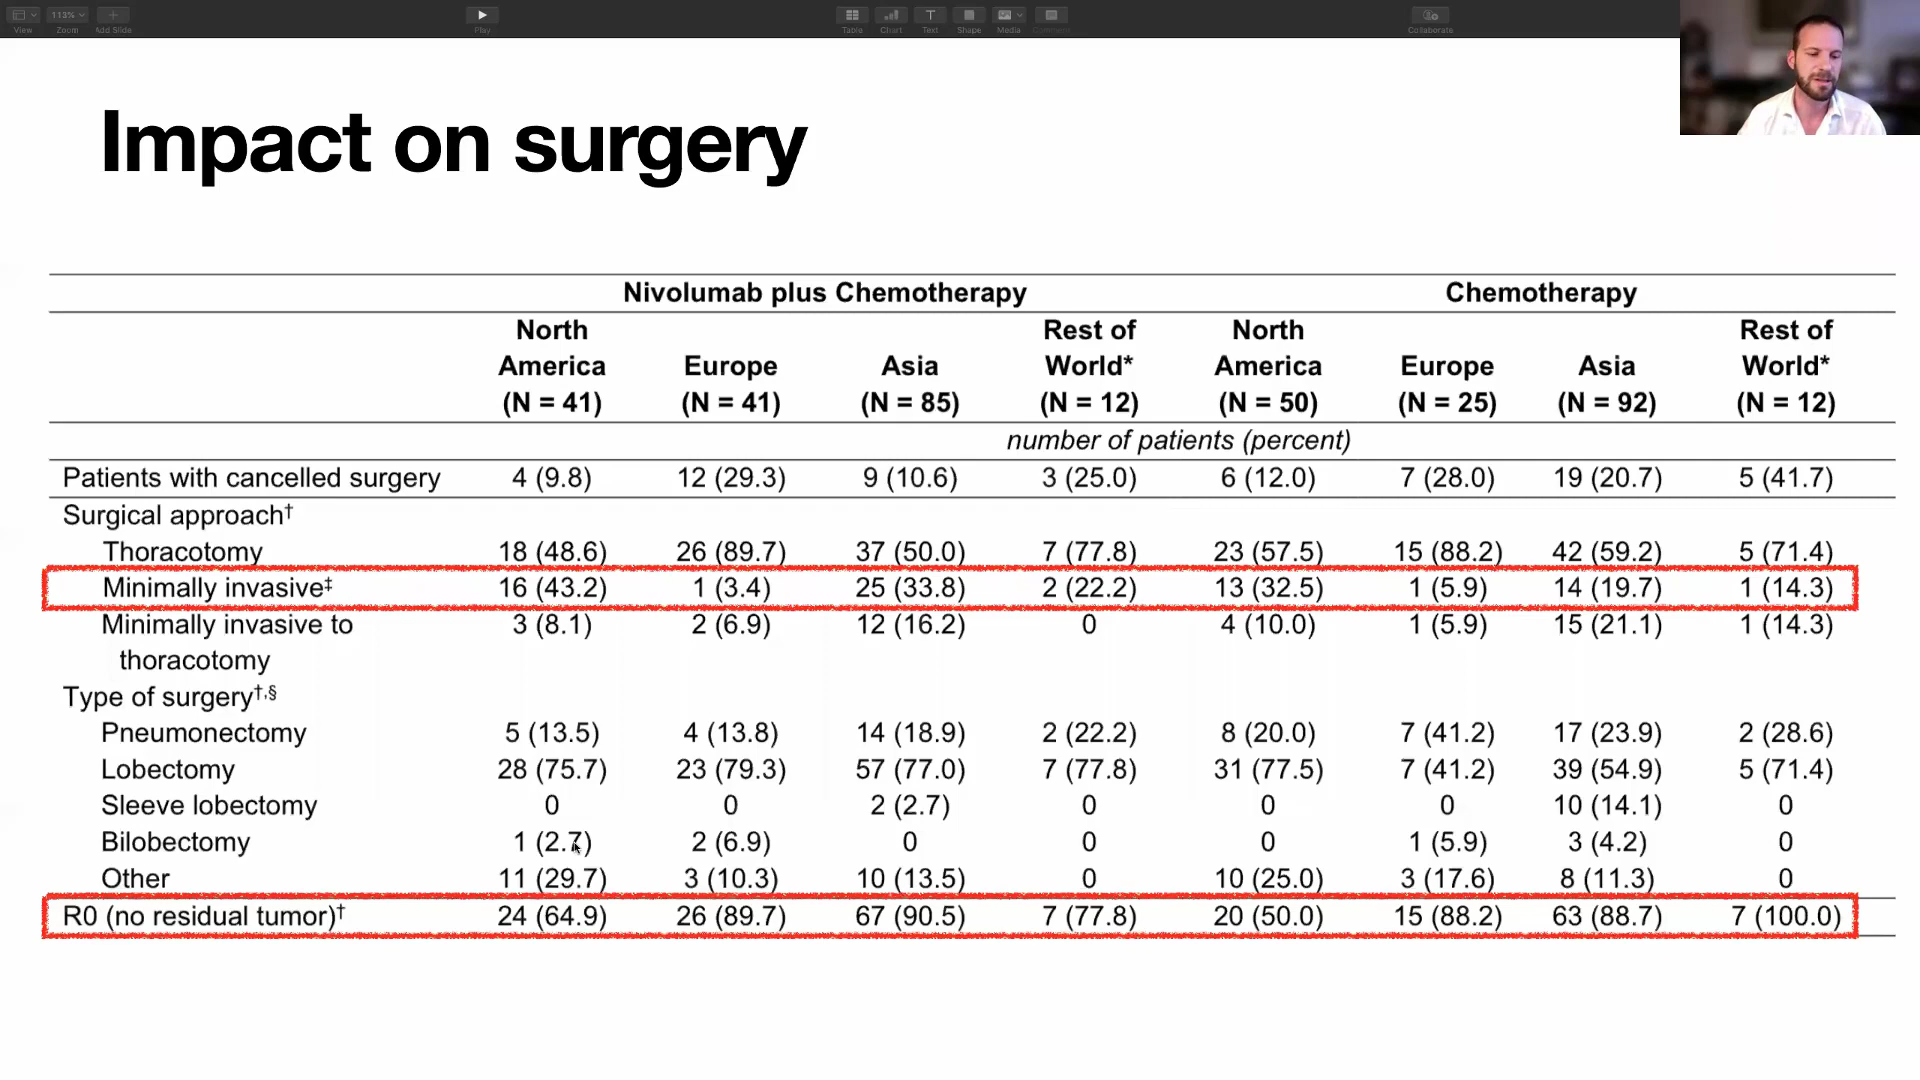 View
113%
Zoom
Add Slide
Play
Table
Chart
Text
Shape
Media
Comment
Collaborate
Impact on surgery
Nivolumab plus Chemotherapy Chemotherapy
North Rest of North Rest of
America Europe Asia World* America Europe Asia World*
(N = 41) (N = 41) (N = 85) (N = 12) (N = 50) (N = 25) (N = 92) (N = 12)
number of patients (percent)
Patients with cancelled surgery 4 (9.8) 12 (29.3) 9 (10.6) 3 (25.0) 6 (12.0) 7 (28.0) 19 (20.7) 5 (41.7)
Surgical approach†
Thoracotomy 18 (48.6) 26 (89.7) 37 (50.0) 7 (77.8) 23 (57.5) 15 (88.2) 42 (59.2) 5 (71.4)
Minimally invasive‡ 16 (43.2) 1 (3.4) 25 (33.8) 2 (22.2) 13 (32.5) 1 (5.9) 14 (19.7) 1 (14.3)
Minimally invasive to 3 (8.1) 2 (6.9) 12 (16.2) 0 4 (10.0) 1 (5.9) 15 (21.1) 1 (14.3)
thoracotomy
Type of surgery†,§
Pneumonectomy 5 (13.5) 4 (13.8) 14 (18.9) 2 (22.2) 8 (20.0) 7 (41.2) 17 (23.9) 2 (28.6)
Lobectomy 28 (75.7) 23 (79.3) 57 (77.0) 7 (77.8) 31 (77.5) 7 (41.2) 39 (54.9) 5 (71.4)
Sleeve lobectomy 0 0 2 (2.7) 0 0 0 10 (14.1) 0
Bilobectomy 1 (2.7) 2 (6.9) 0 0 0 1 (5.9) 3 (4.2) 0
Other 11 (29.7) 3 (10.3) 10 (13.5) 0 10 (25.0) 3 (17.6) 8 (11.3) 0
R0 (no residual tumor)† 24 (64.9) 26 (89.7) 67 (90.5) 7 (77.8) 20 (50.0) 15 (88.2) 63 (88.7) 7 (100.0)